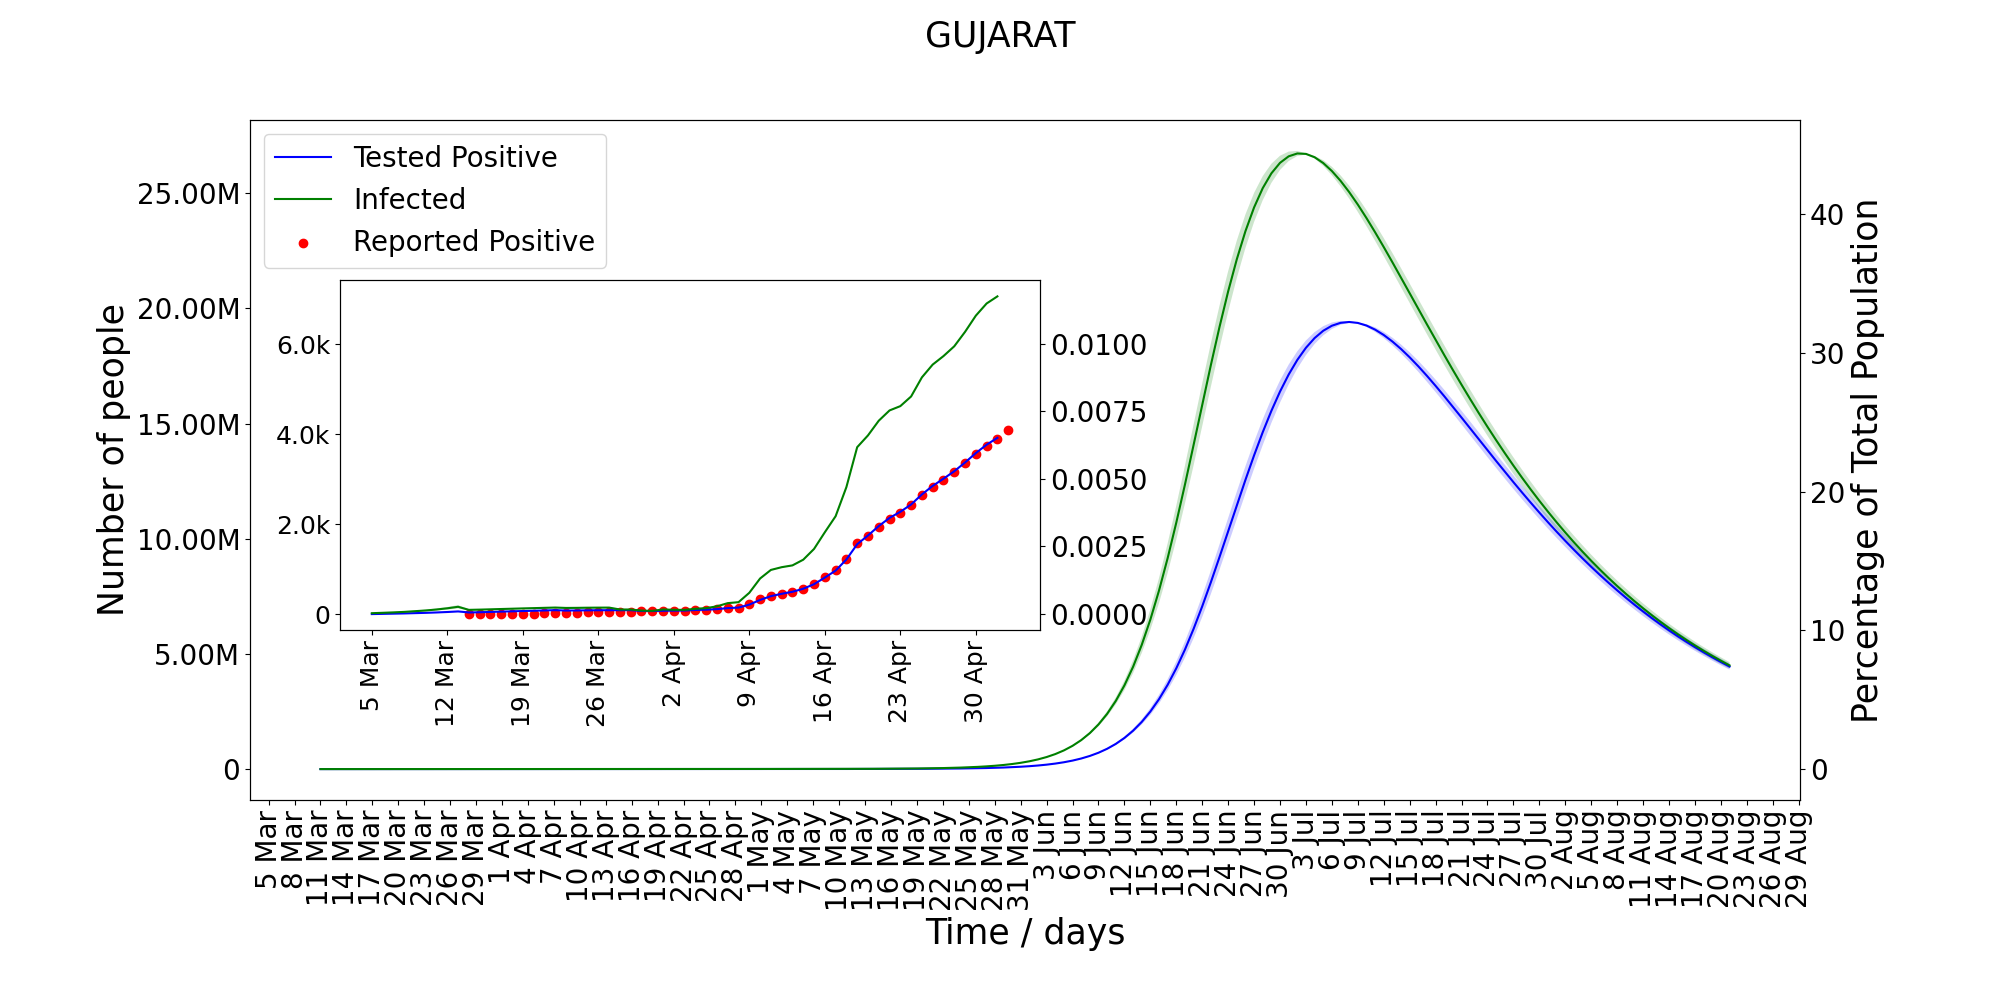 GUJARAT
Tested Positive
Infected
Reported Positive
Number of people
25.00M
20.00M
15.00M
10.00M
5.00M
0
6.0k
4.0k
2.0k
0
0.0100
0.0075
0.0050
0.0025
0.0000
5 Mar
12 Mar
19 Mar
26 Mar
2 Apr
9 Apr
16 Apr
23 Apr
30 Apr
40
30
20
10
0
Percentage of Total Population
5 Mar
8 Mar
11 Mar
14 Mar
17 Mar
20 Mar
23 Mar
26 Mar
29 Mar
1 Apr
4 Apr
7 Apr
10 Apr
13 Apr
16 Apr
19 Apr
22 Apr
25 Apr
28 Apr
1 May
4 May
7 May
10 May
13 May
16 May
19 May
22 May
25 May
28 May
31 May
3 Jun
6 Jun
9 Jun
12 Jun
15 Jun
18 Jun
21 Jun
24 Jun
27 Jun
30 Jun
3 Jul
6 Jul
9 Jul
12 Jul
15 Jul
18 Jul
21 Jul
24 Jul
27 Jul
30 Jul
2 Aug
5 Aug
8 Aug
11 Aug
14 Aug
17 Aug
20 Aug
23 Aug
26 Aug
29 Aug
Time / days